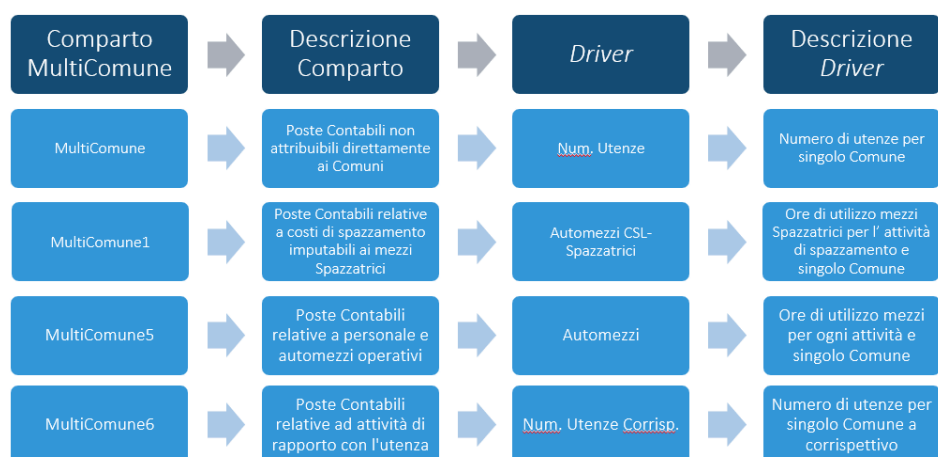 Comparto
MultiComune
Descrizione
Comparto
Driver
Descrizione
Driver
MultiComune
Poste Contabili non
attribuibili direttamente
ai Comuni
Num. Utenze
Numero di utenze per
singolo Comune
MultiComune1
Poste Contabili relative
a costi di spazzamento
imputabili ai mezzi
Spazzatrici
Automezzi CSL-
Spazzatrici
Ore di utilizzo mezzi
Spazzatrici per l’ attività
di spazzamento e
singolo Comune
MultiComune5
Poste Contabili
relative a personale e
automezzi operativi
Automezzi
Ore di utilizzo mezzi
per ogni attività e
singolo Comune
MultiComune6
Poste Contabili
relative ad attività di
rapporto con l'utenza
Num. Utenze Corrisp.
Numero di utenze per
singolo Comune a
corrispettivo